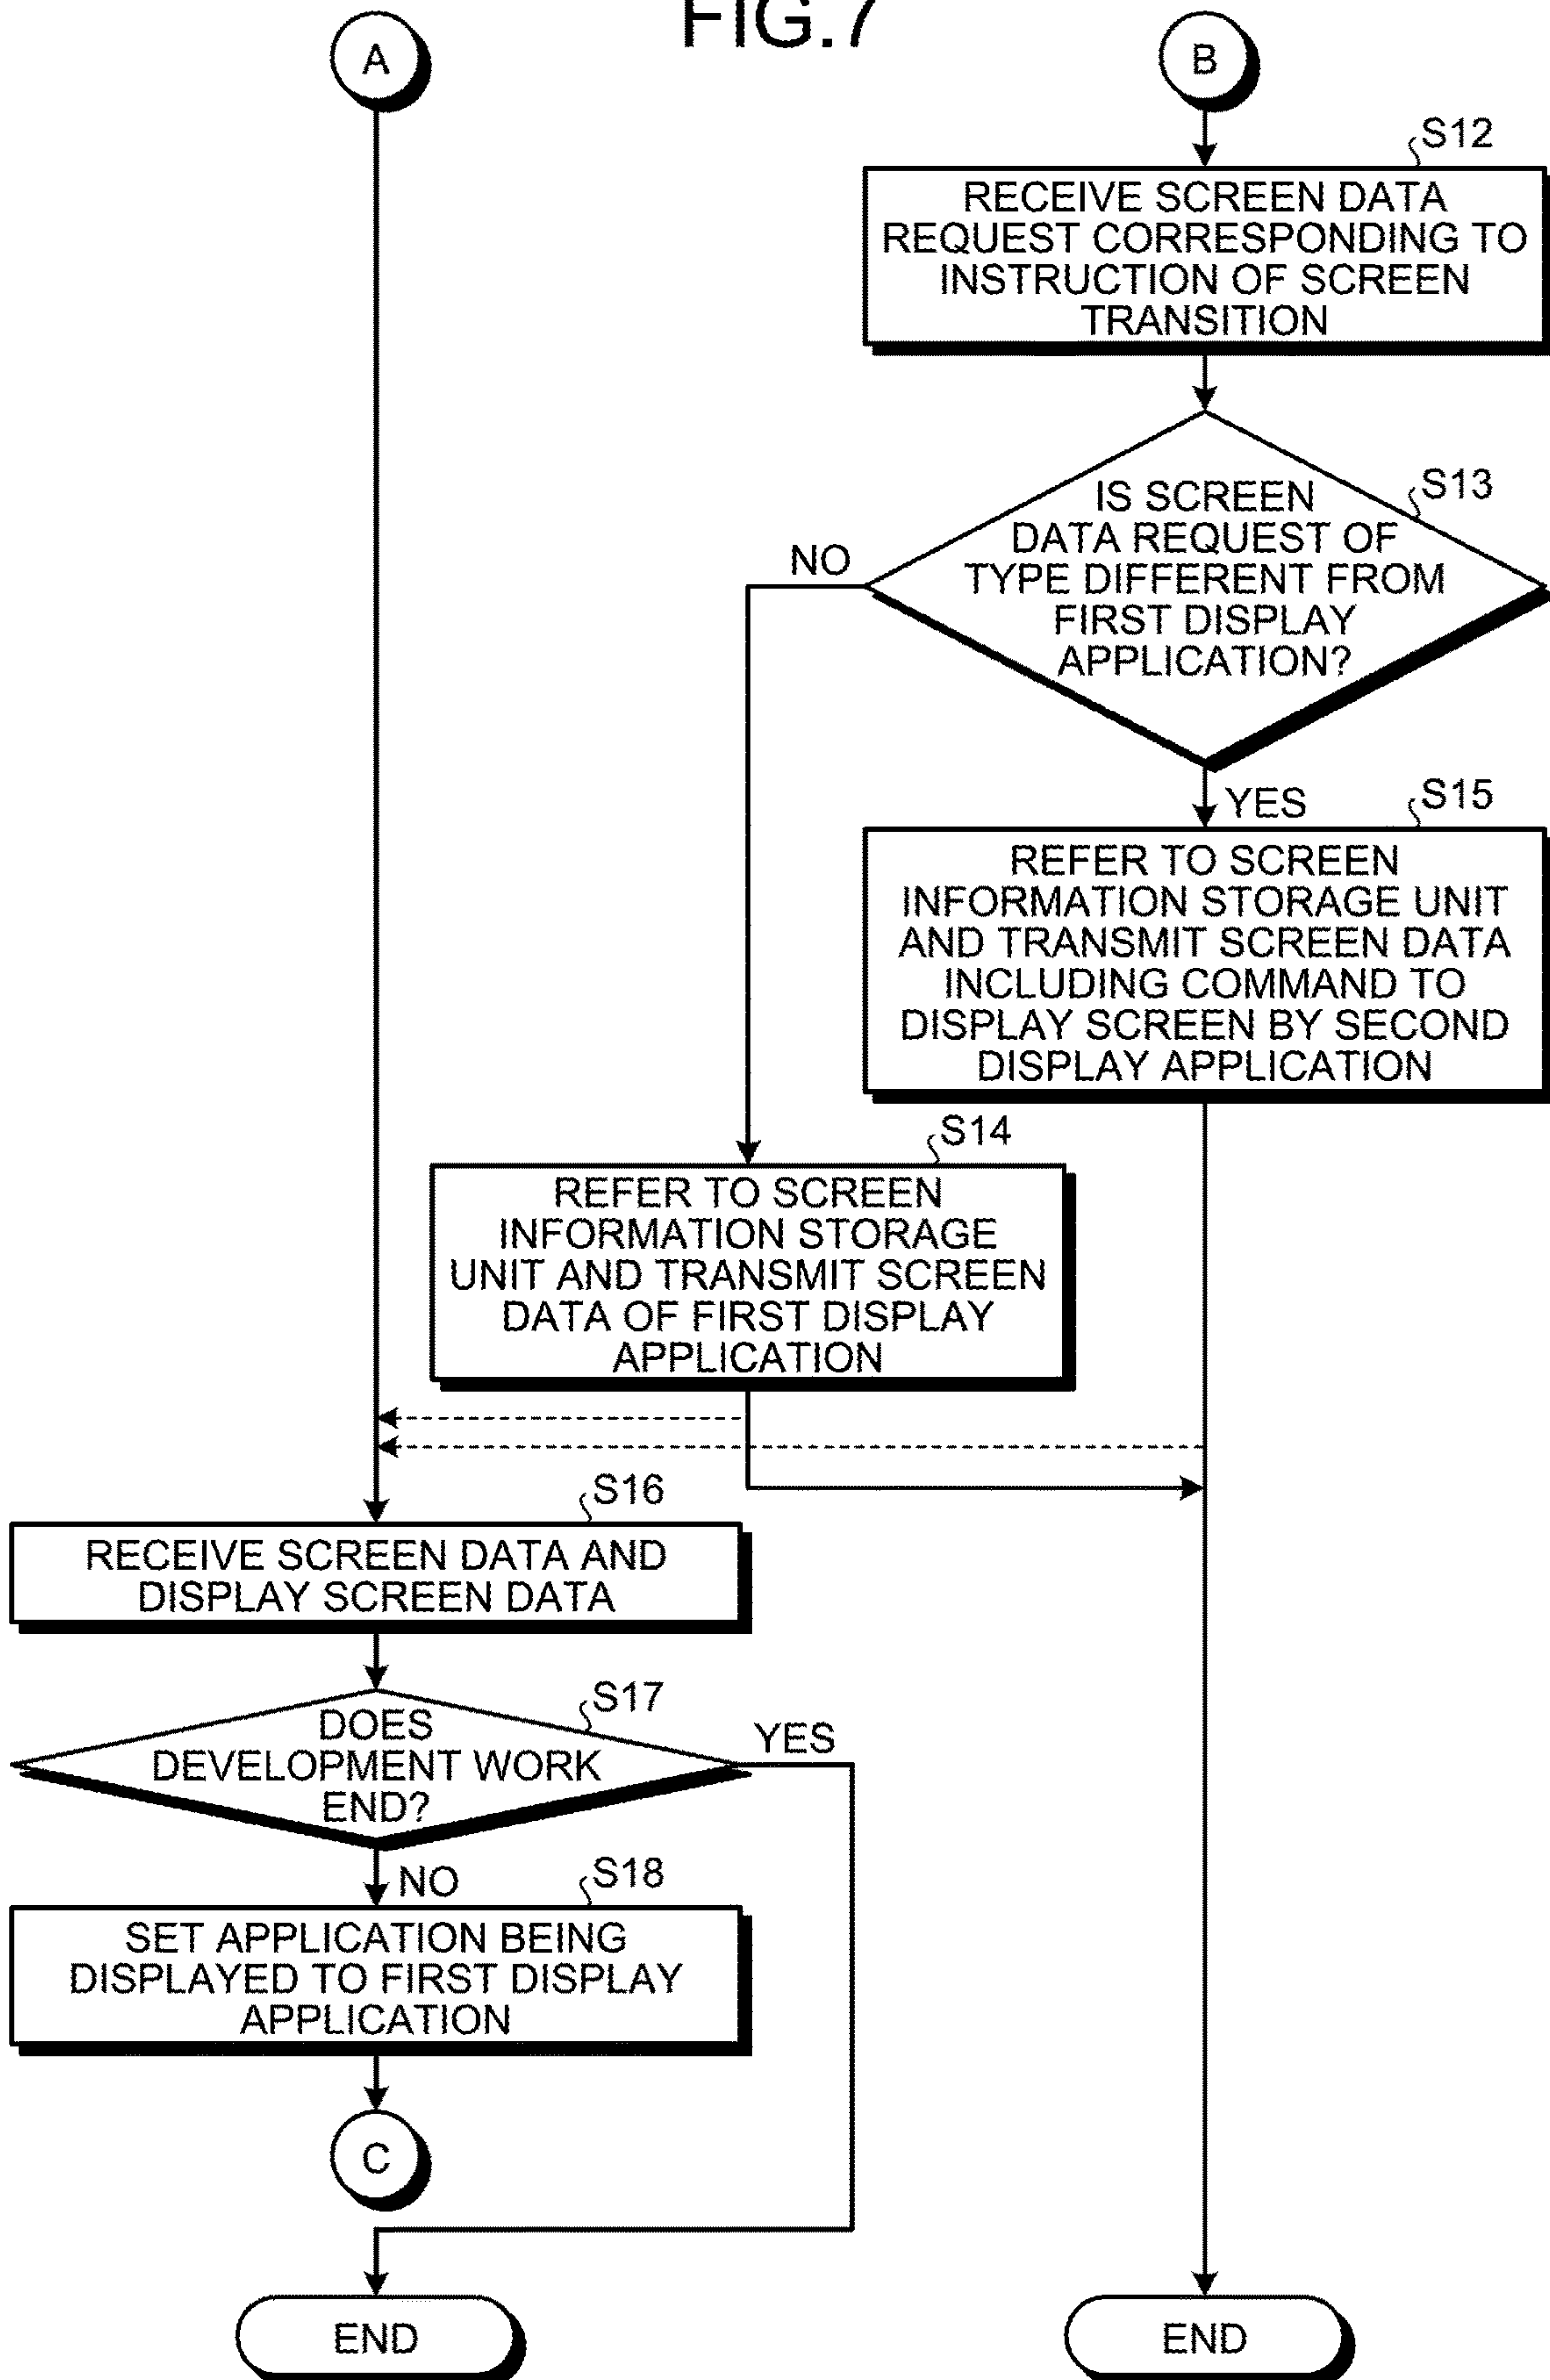 FIG.7
A
B
S12
RECEIVE SCREEN DATA
REQUEST CORRESPONDING TO
INSTRUCTION OF SCREEN
TRANSITION
S13
IS SCREEN
DATA REQUEST OF
TYPE DIFFERENT FROM
FIRST DISPLAY
APPLICATION?
NO
YES
S15
REFER TO SCREEN
INFORMATION STORAGE UNIT
AND TRANSMIT SCREEN DATA
INCLUDING COMMAND TO
DISPLAY SCREEN BY SECOND
DISPLAY APPLICATION
S14
REFER TO SCREEN
INFORMATION STORAGE
UNIT AND TRANSMIT SCREEN
DATA OF FIRST DISPLAY
APPLICATION
S16
RECEIVE SCREEN DATA AND
DISPLAY SCREEN DATA
S17
DOES
DEVELOPMENT WORK
END?
YES
NO
S18
SET APPLICATION BEING
DISPLAYED TO FIRST DISPLAY
APPLICATION
C
END
END